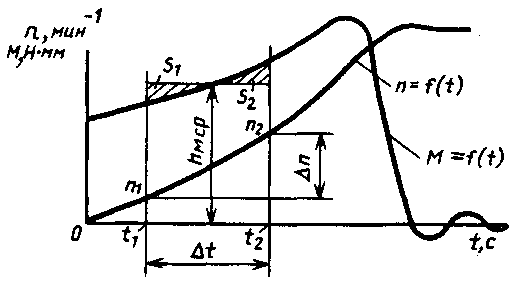 n, мин⁻¹
М, Н·мм
S₁
S₂
n=f(t)
hмср
n₂
Δn
M=f(t)
n₁
0
t₁
t₂
t,c
Δt